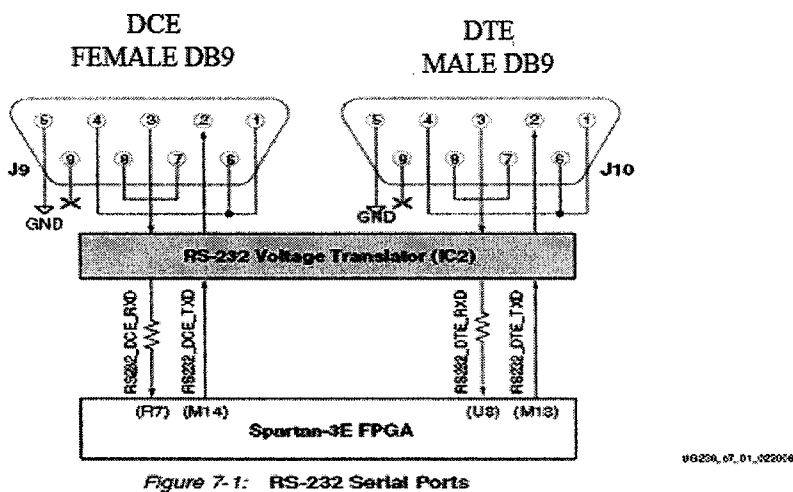 DCE
FEMALE DB9
DTE
MALE DB9
5 4 3 2 1
9 8 7 6
J9
GND
5 4 3 2 1
9 8 7 6
J10
GND
RS-232 Voltage Translator (IC2)
RS232_DCE_RXD
RS232_DCE_TXD
RS232_DTE_RXD
RS232_DTE_TXD
(R7) (M14) (U8) (M13)
Spartan-3E FPGA
UG230_c7_01_022006
Figure 7-1: RS-232 Serial Ports